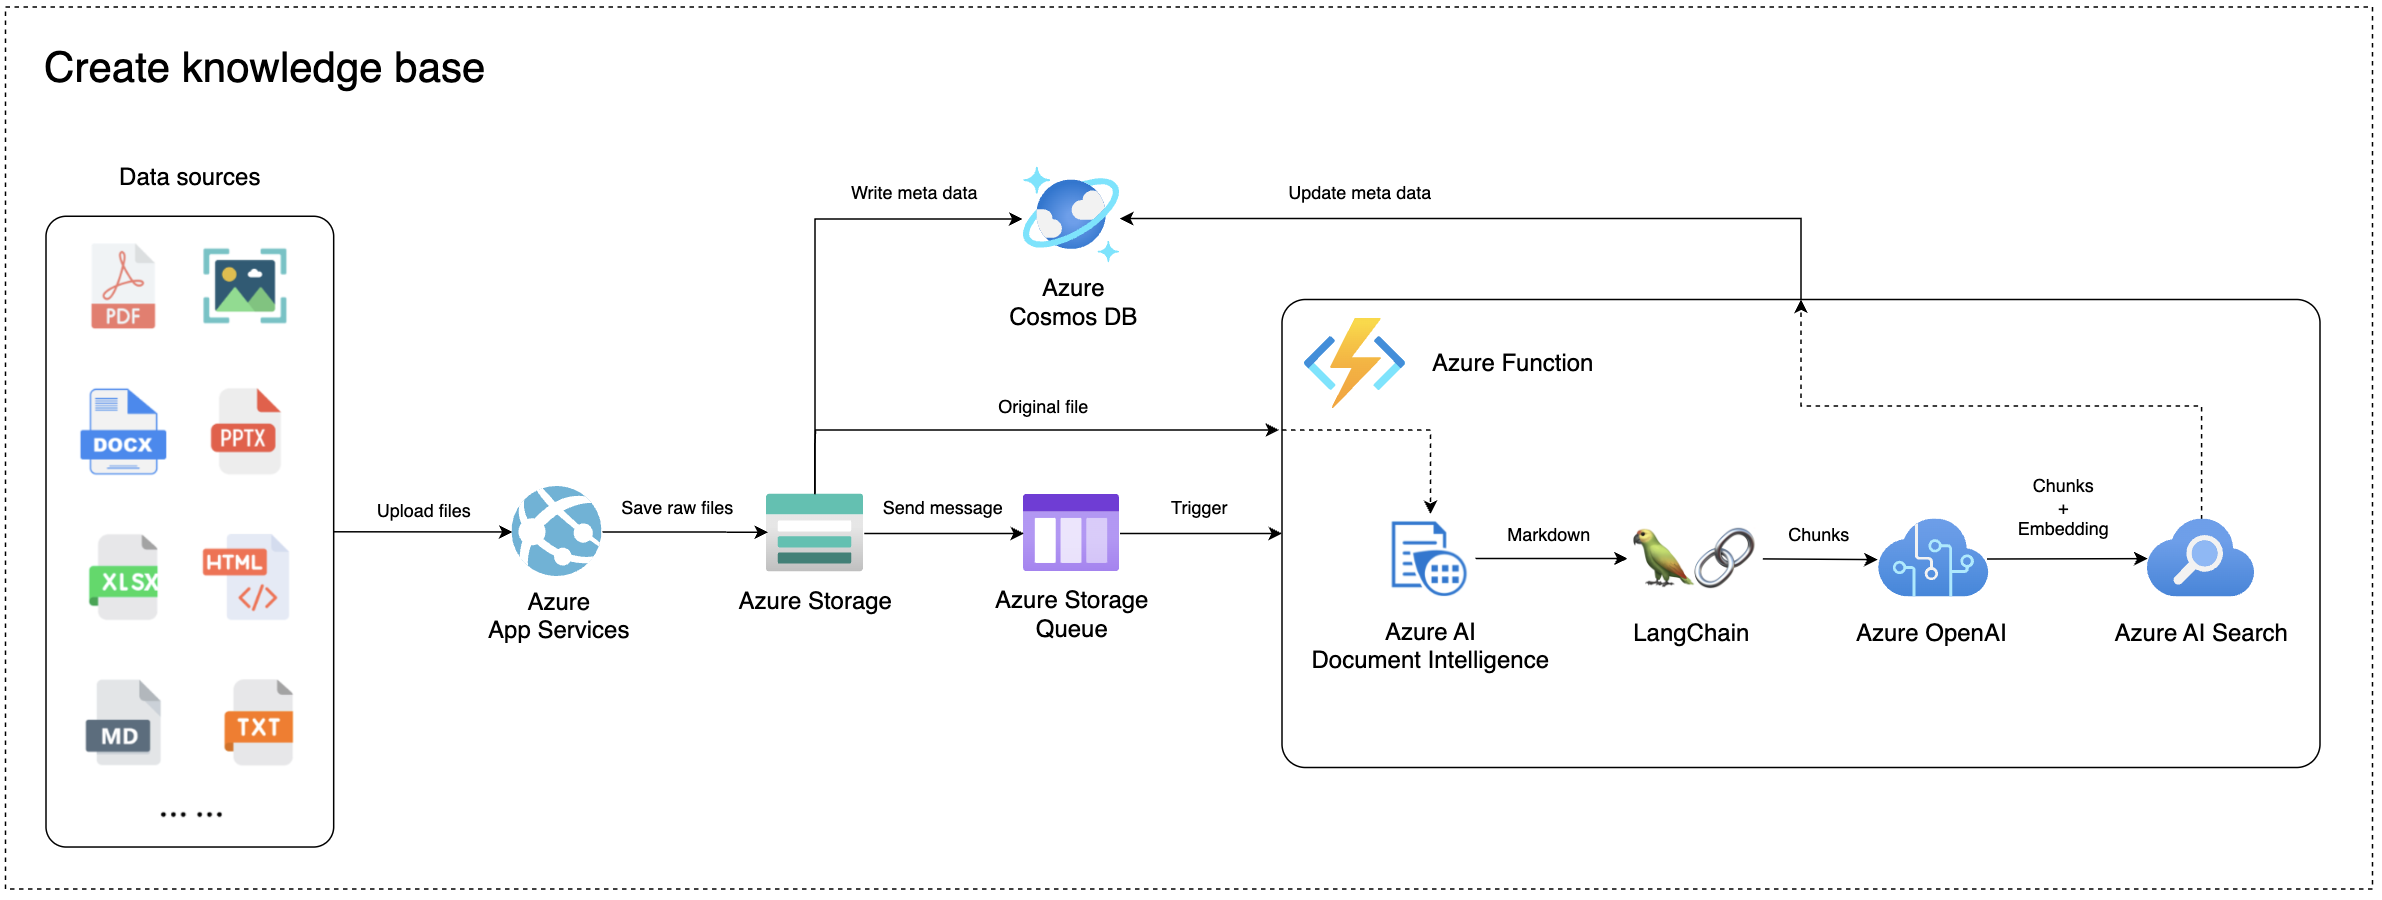 Create knowledge base
Data sources
PDF
DOCX
PPTX
XLSX
HTML
</>
MD
TXT
... ...
Upload files
Azure
App Services
Save raw files
Azure Storage
Send message
Azure Storage
Queue
Trigger
Write meta data
Azure
Cosmos DB
Update meta data
Original file
Azure Function
Azure AI
Document Intelligence
Markdown
LangChain
Chunks
Azure OpenAI
Chunks
+
Embedding
Azure AI Search